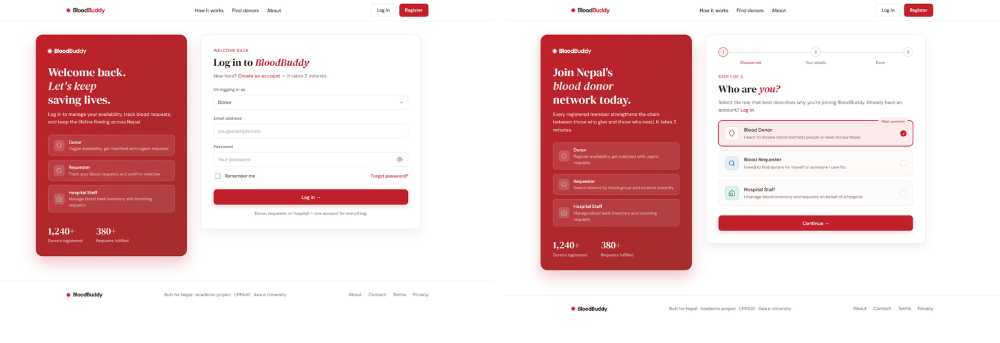 BloodBuddy
How it works Find donors About
Log in Register
BloodBuddy
Welcome back.
Let's keep
saving lives.
Log in to manage your availability, track blood requests,
and keep the lifeline flowing across Nepal.
Donor
Toggle availability, get matched with urgent requests
Requester
Track your blood requests and confirm matches
Hospital Staff
Manage blood bank inventory and incoming
requests
1,240+ 380+
Donors registered Requests fulfilled
WELCOME BACK
Log in to BloodBuddy
New here? Create an account — it takes 2 minutes.
I'm logging in as
Donor
Email address
you@example.com
Password
Your password
Remember me Forgot password?
Log in →
Donor, requester, or hospital — one account for everything.
BloodBuddy
Built for Nepal · Academic project · CPP400 · Asia e University
About Contact Terms Privacy
BloodBuddy
How it works Find donors About
Log in Register
BloodBuddy
Join Nepal's
blood donor
network today.
Every registered member strengthens the chain
between those who give and those who need. It takes 2
minutes.
Donor
Register availability, get matched with urgent
requests
Requester
Search donors by blood group and location instantly
Hospital Staff
Manage blood bank inventory and incoming
requests
1,240+ 380+
Donors registered Requests fulfilled
1 2 3
Choose role Your details Done
STEP 1 OF 3
Who are you?
Select the role that best describes why you're joining BloodBuddy. Already have an
account? Log in
Most common
Blood Donor
I want to donate blood and help people in need across Nepal.
Blood Requester
I need to find donors for myself or someone I care for.
Hospital Staff
I manage blood inventory and requests on behalf of a hospital.
Continue →
BloodBuddy
Built for Nepal · Academic project · CPP400 · Asia e University
About Contact Terms Privacy